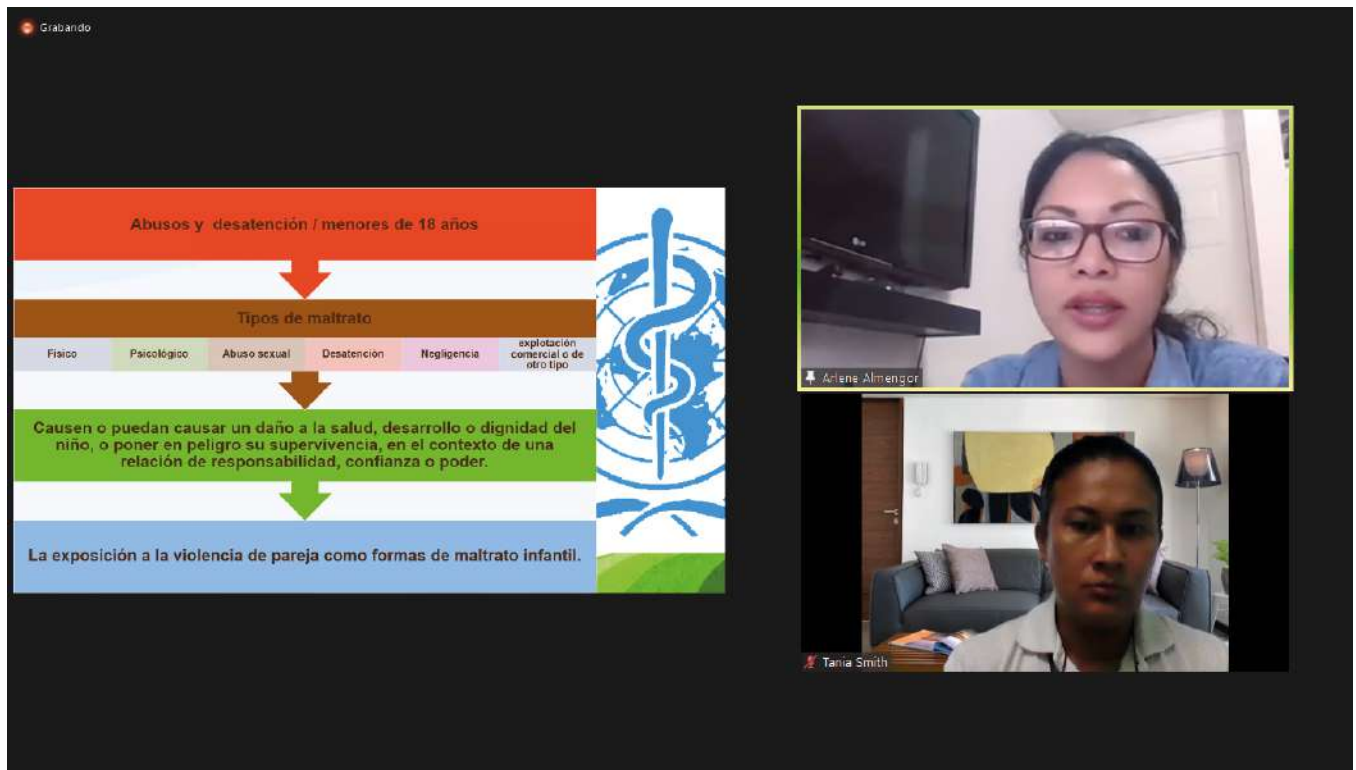 Grabando
Abusos y desatención / menores de 18 años
Tipos de maltrato
Físico
Psicológico
Abuso sexual
Desatención
Negligencia
explotación
comercial o de
otro tipo
Causen o puedan causar un daño a la salud, desarrollo o dignidad del
niño, o poner en peligro su supervivencia, en el contexto de una
relación de responsabilidad, confianza o poder.
La exposición a la violencia de pareja como formas de maltrato infantil.
Arlene Almengor
Tania Smith